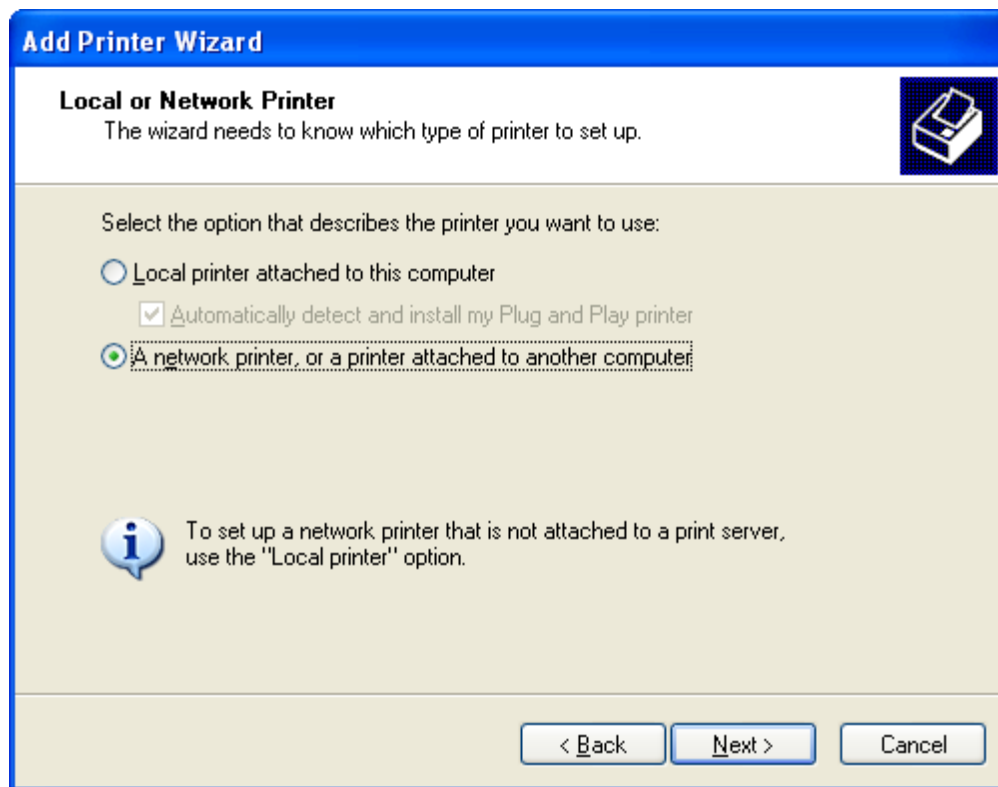 Add Printer Wizard
Local or Network Printer
The wizard needs to know which type of printer to set up.
Select the option that describes the printer you want to use:
Local printer attached to this computer
Automatically detect and install my Plug and Play printer
A network printer, or a printer attached to another computer
To set up a network printer that is not attached to a print server,
use the "Local printer" option.
< Back Next > Cancel